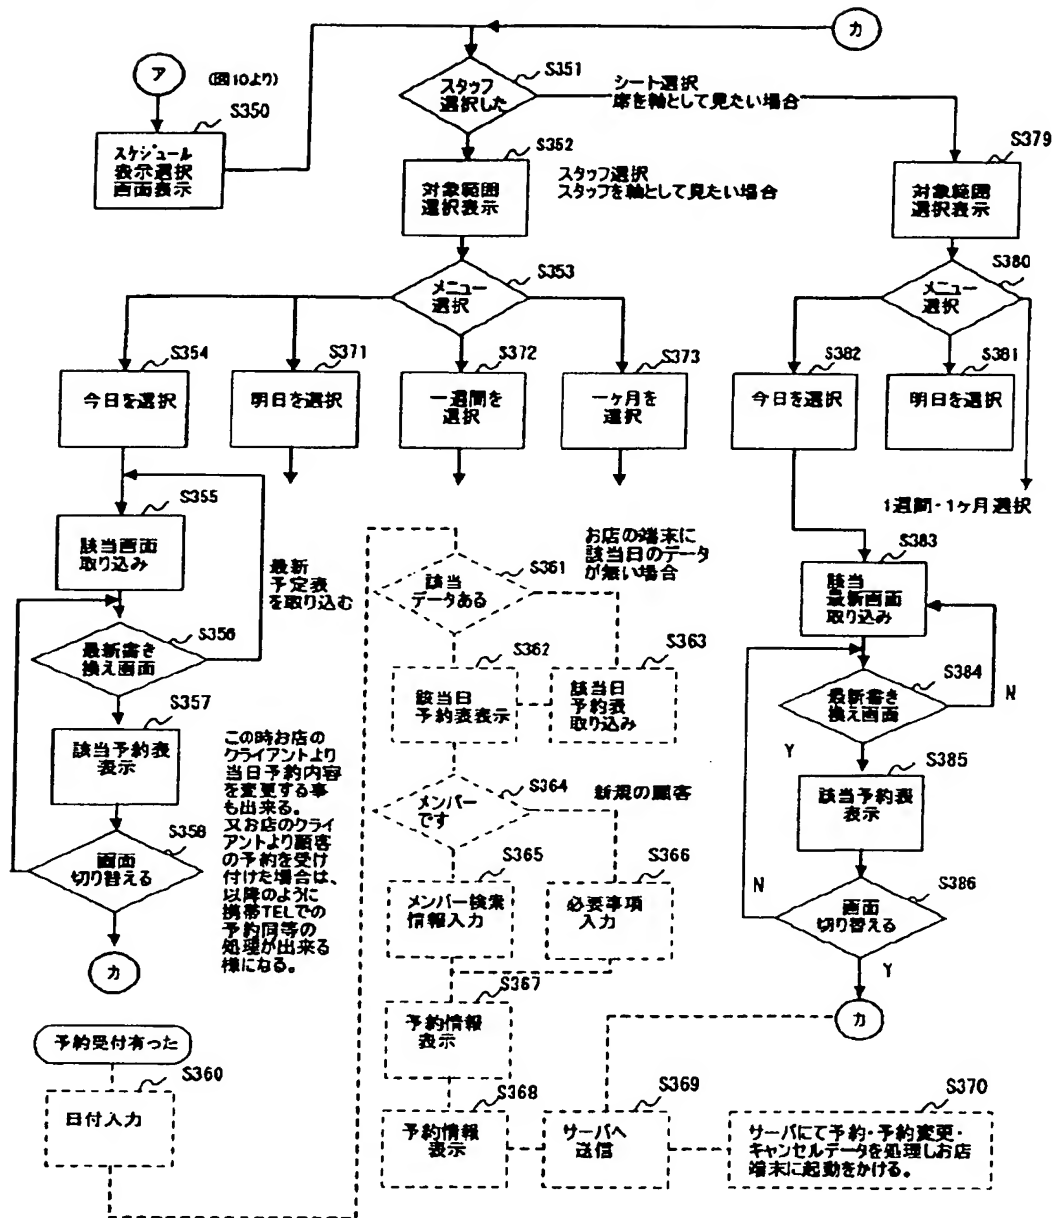 カ
ア
(図10より)
S350
スケジュール
表示選択
画面表示
S351
スタッフ
選択した
シート選択
席を軸として見たい場合
S352
対象範囲
選択表示
スタッフ選択
スタッフを軸として見たい場合
S379
対象範囲
選択表示
S353
メニュー
選択
S380
メニュー
選択
S354
今日を選択
S371
明日を選択
S372
一週間を
選択
S373
一ヶ月を
選択
S382
今日を選択
S381
明日を選択
1週間・1ヶ月選択
S355
該当画面
取り込み
最新
予定表
を取り込む
S356
最新書き
換え画面
S357
該当予約表
表示
S358
画面
切り替える
カ
この時お店の
クライアントより
当日予約内容
を変更する事
も出来る。
又お店のクライ
アントより顧客
の予約を受け
付けた場合は、
以降のように
携帯TELでの
予約同等の
処理が出来る
様になる。
予約受付有った
S360
日付入力
お店の端末に
該当日のデータ
が無い場合
S361
該当
データある
S362
該当日
予約表表示
S363
該当日
予約表
取り込み
S364
メンバー
です
新規の顧客
S365
メンバー検索
情報入力
S366
必要事項
入力
S367
予約情報
表示
S368
予約情報
表示
S369
サーバへ
送信
S370
サーバにて予約・予約変更・
キャンセルデータを処理しお店
端末に起動をかける。
S383
該当
最新画面
取り込み
S384
最新書き
換え画面
N
Y
S385
該当予約表
表示
N
S386
画面
切り替える
Y
カ